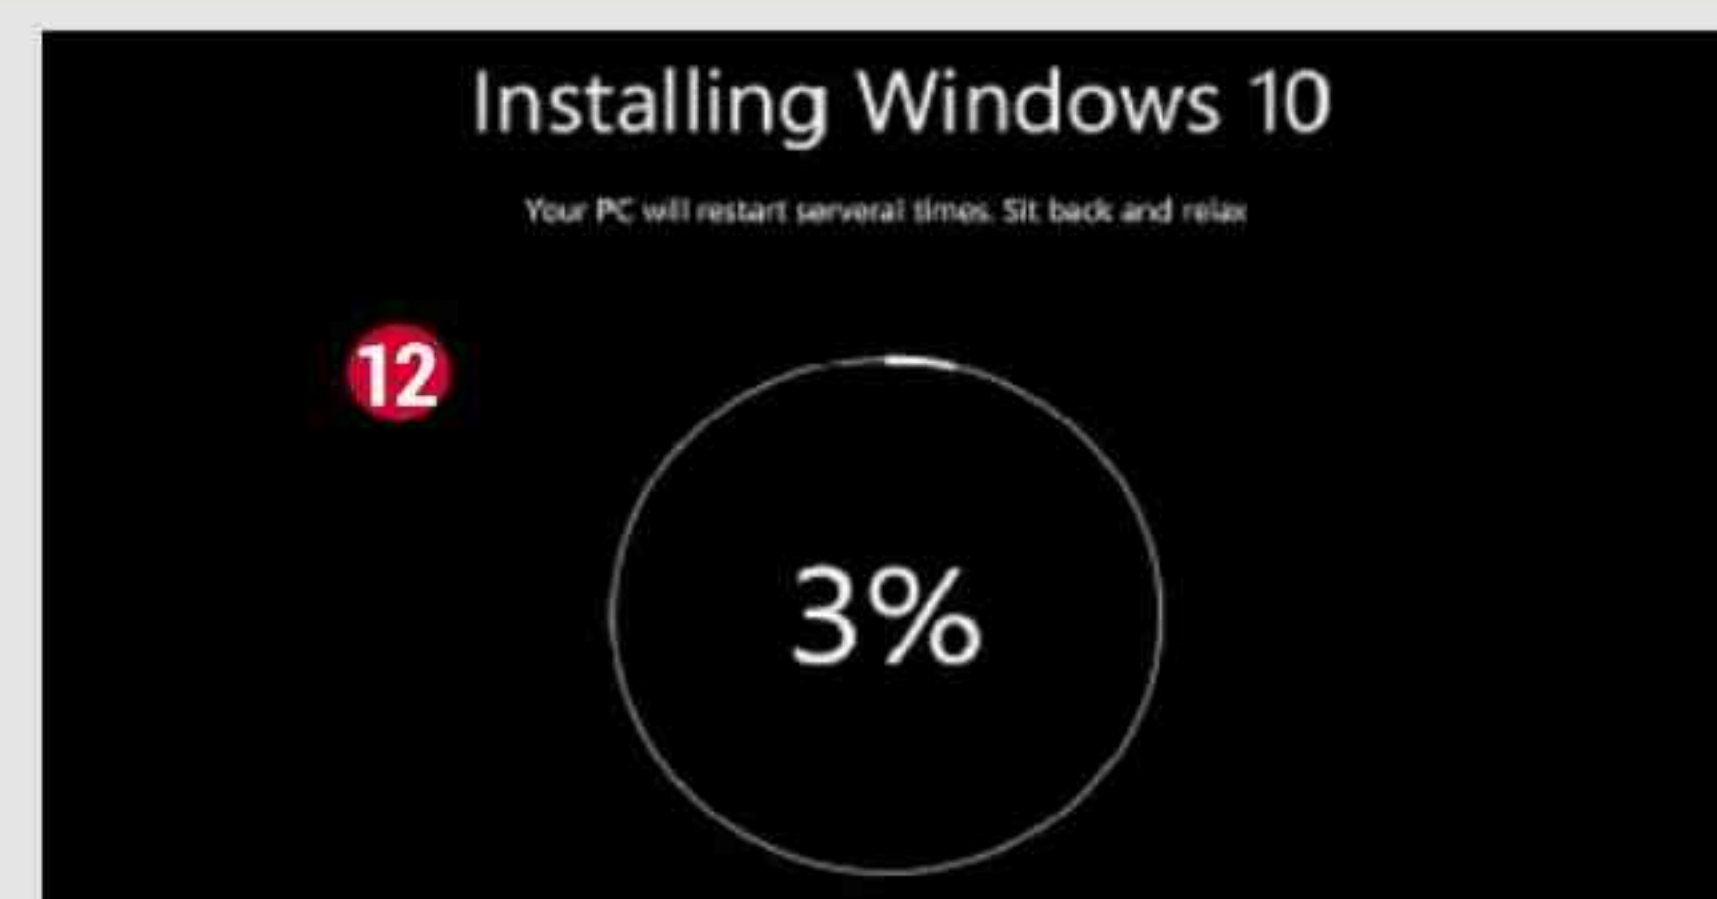 Installing Windows 10
Your PC will restart serveral times. Sit back and relax
12
3%